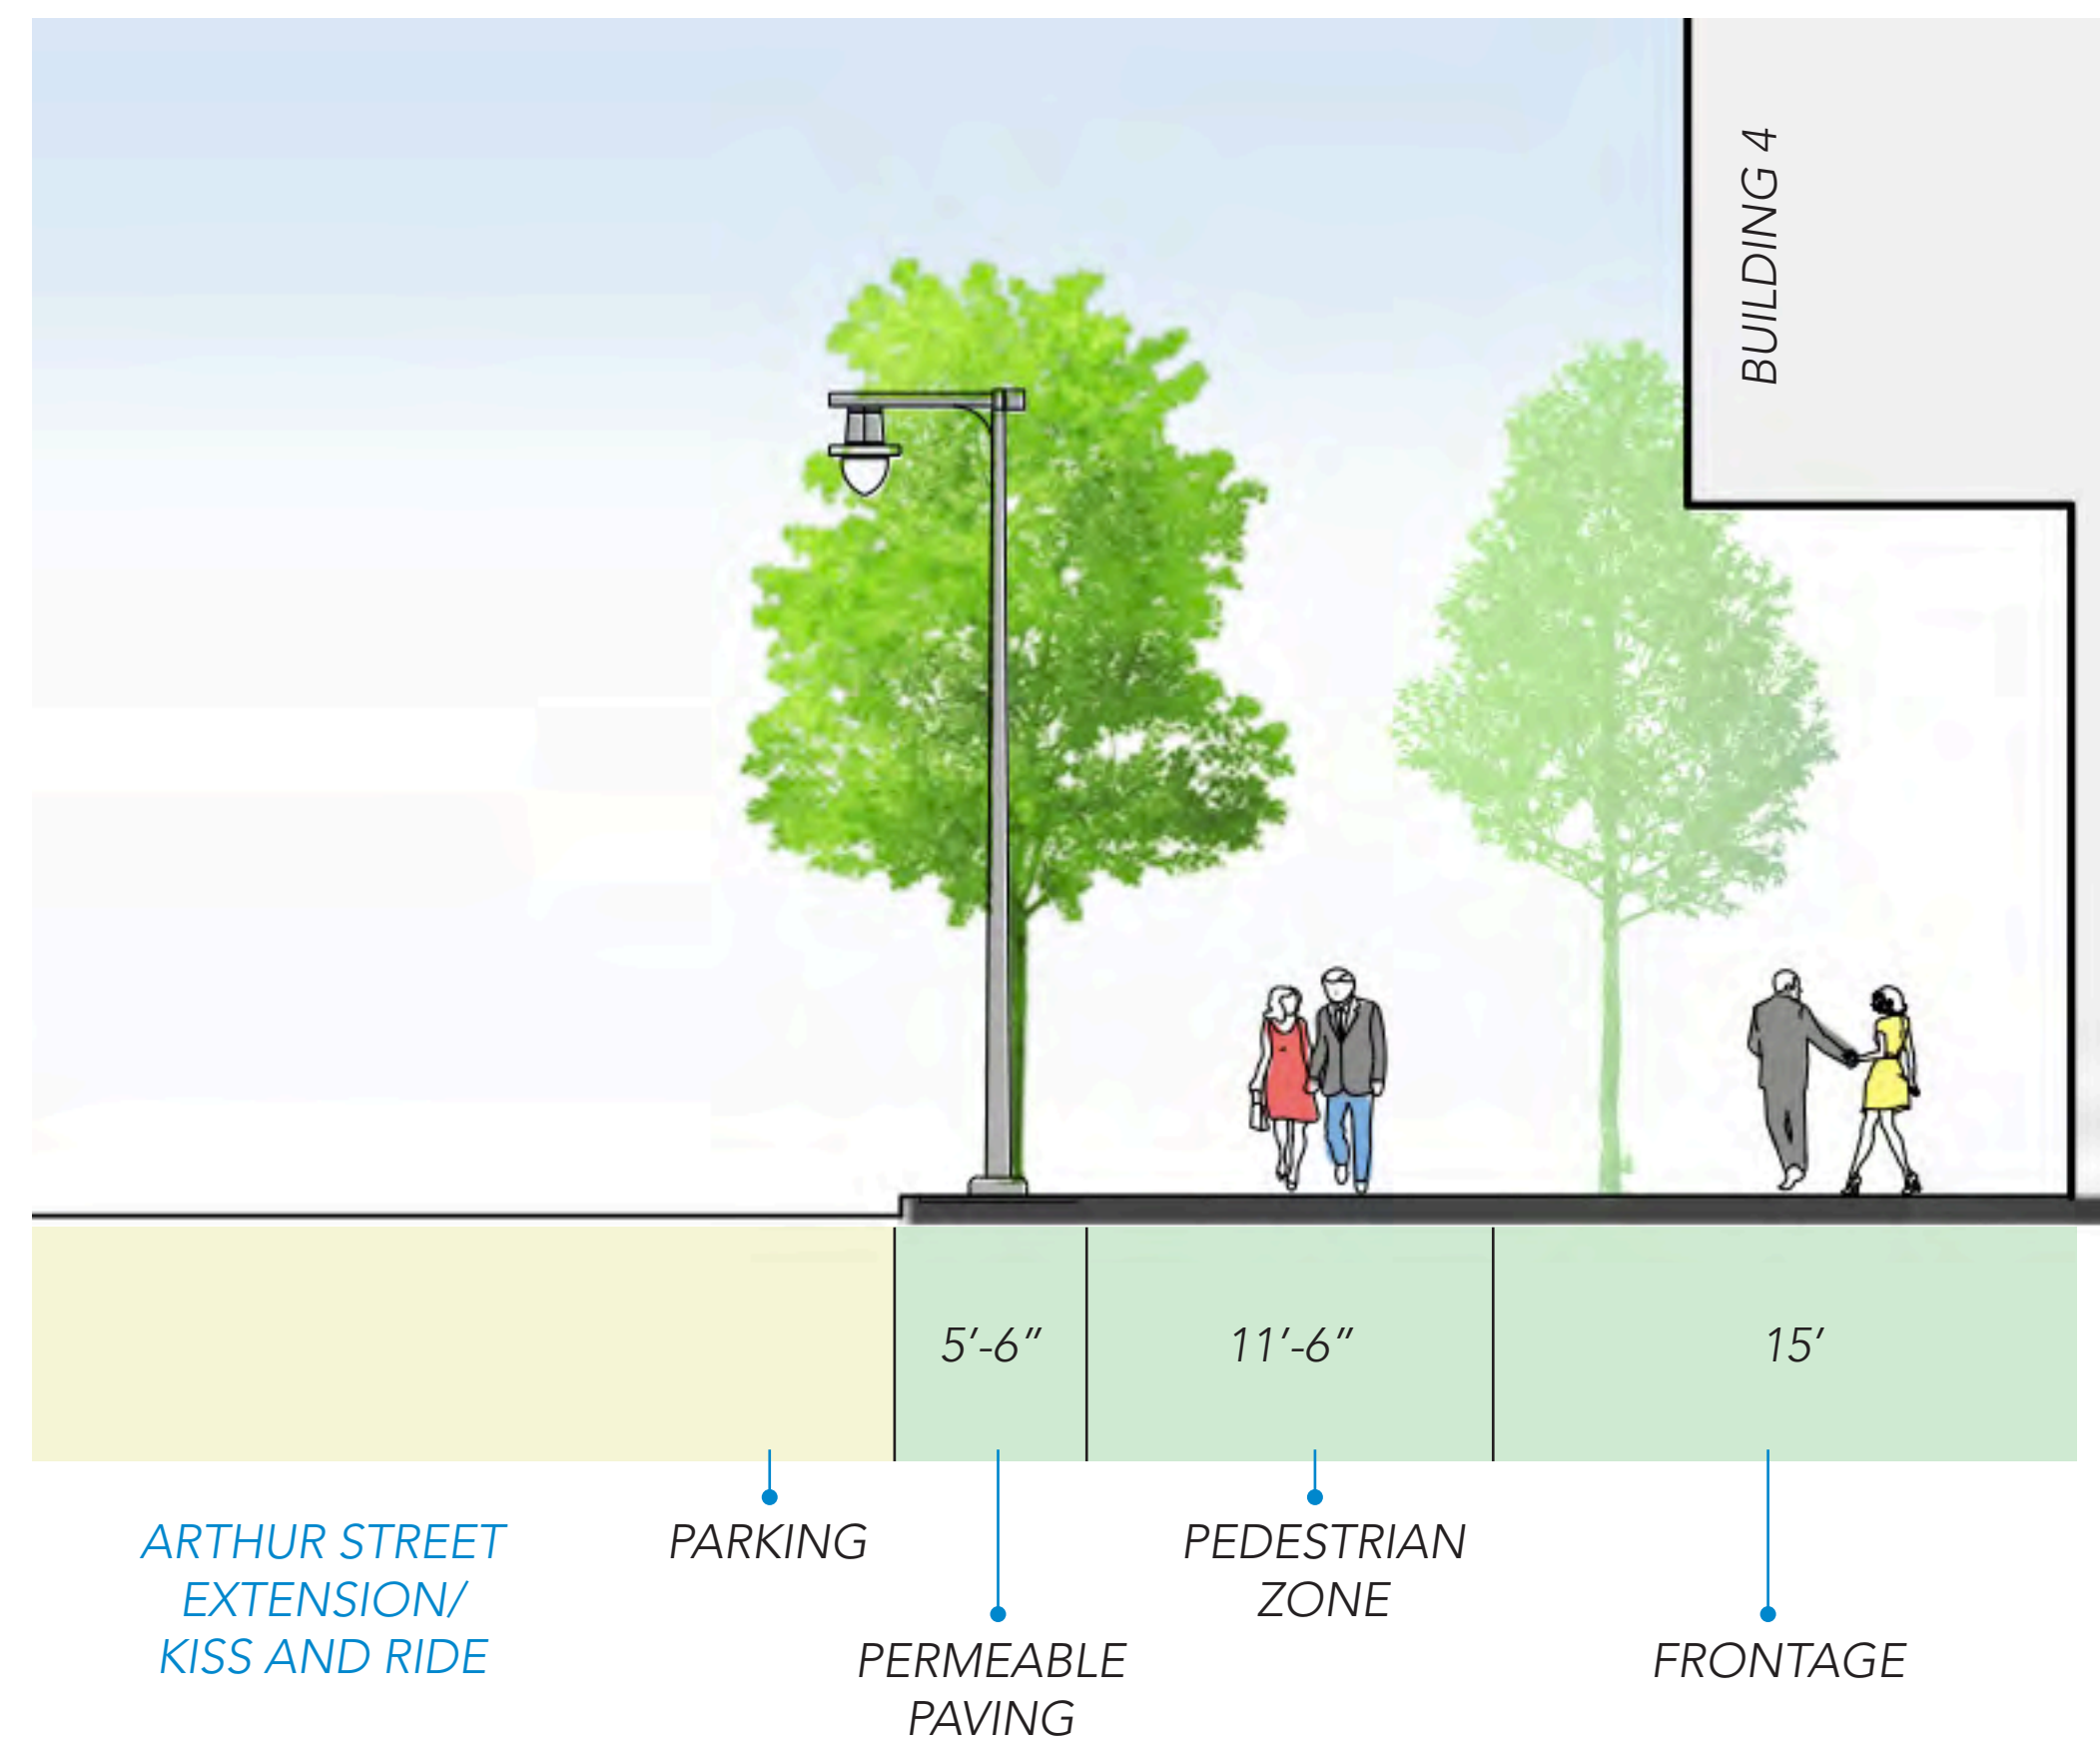 BUILDING 4
5’-6”
11’-6”
15’
ARTHUR STREET
EXTENSION/
KISS AND RIDE
PARKING
PERMEABLE
PAVING
PEDESTRIAN
ZONE
FRONTAGE